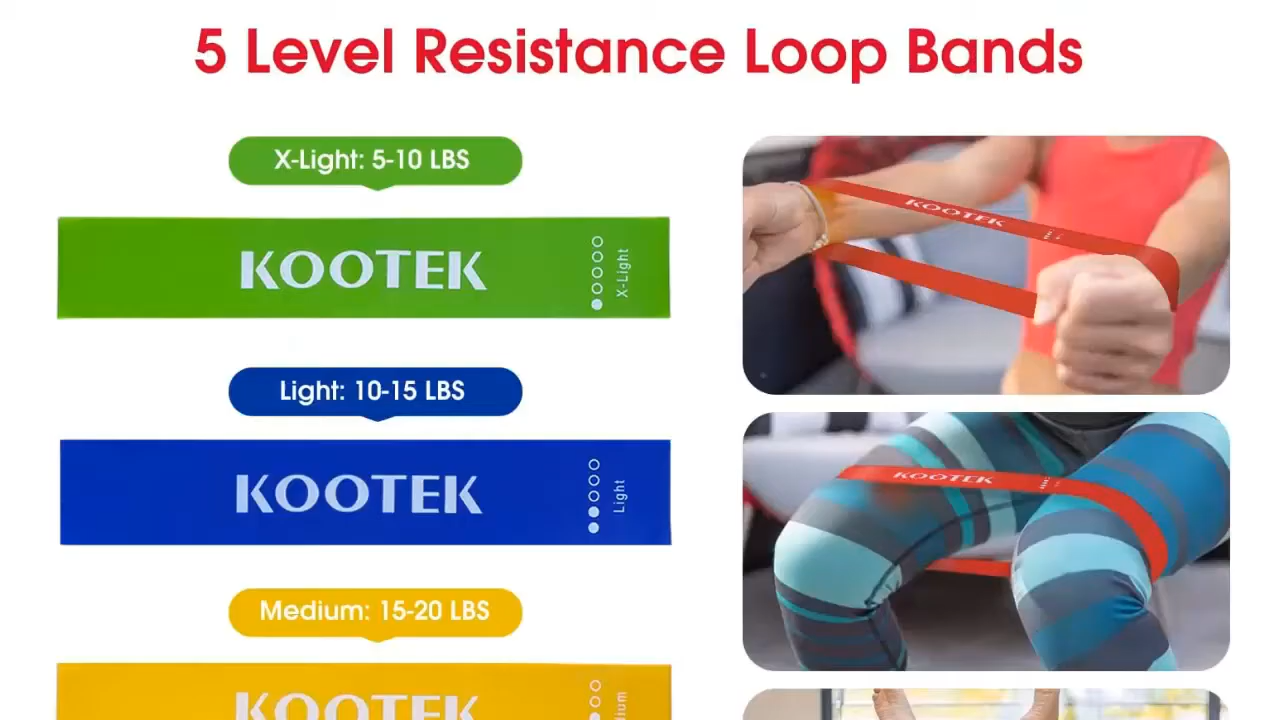 5 Level Resistance Loop Bands
X-Light: 5-10 LBS
KOOTEK
X-Light
Light: 10-15 LBS
KOOTEK
Light
Medium: 15-20 LBS
KOOTEK
KOOTEK
KOOTEK